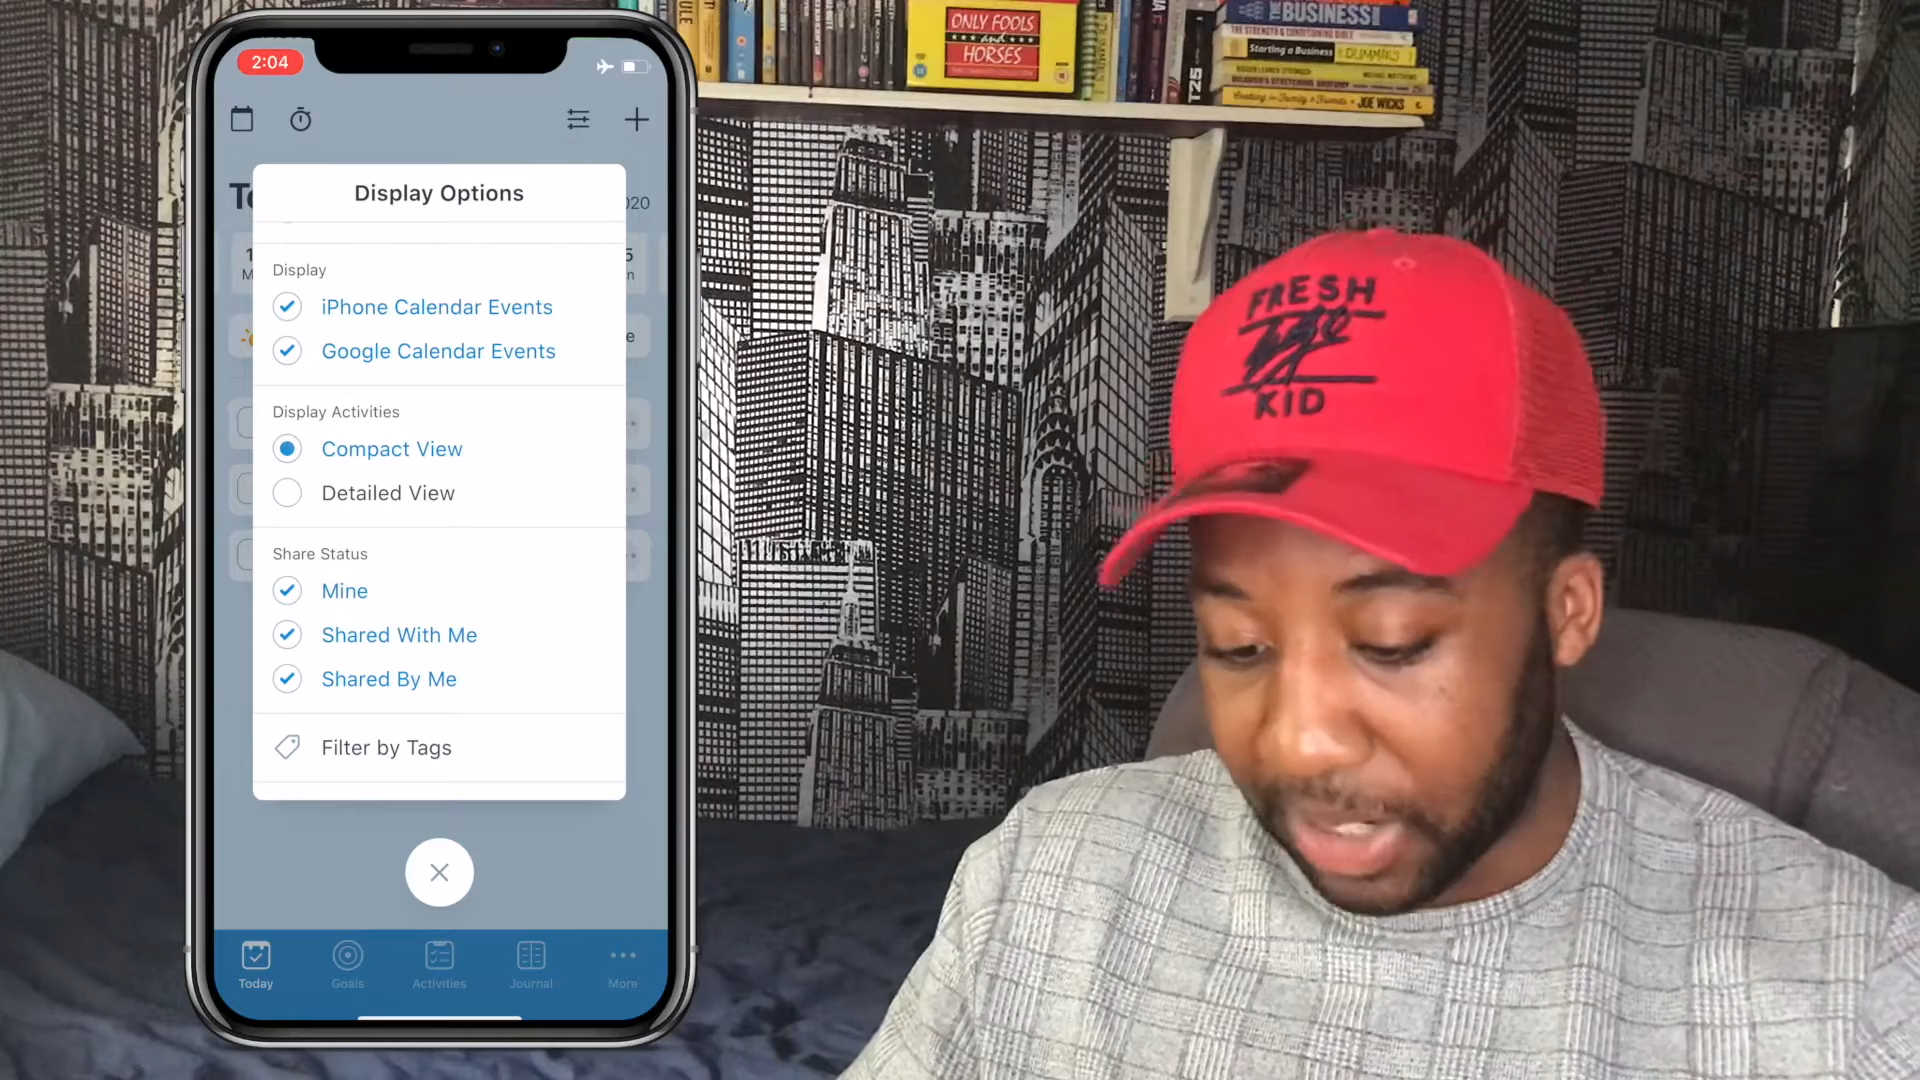 2:04
Display Options
020
Display
iPhone Calendar Events
Google Calendar Events
Display Activities
Compact View
Detailed View
Share Status
Mine
Shared With Me
Shared By Me
Filter by Tags
Today
Goals
Activities
Journal
More
ONLY FOOLS
and
HORSES
T25
BUSINESS
Starting a Business
DUMMIES
JOE WICKS
FRESH
KID